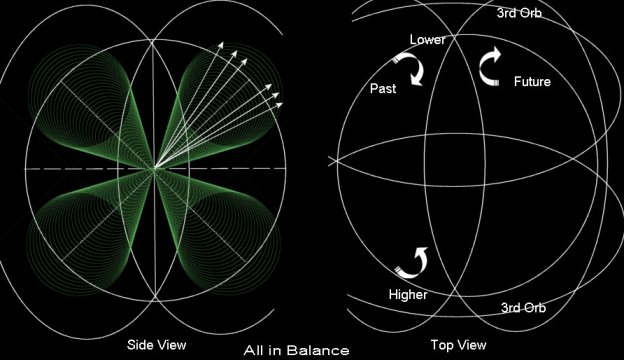 3rd Orb
Lower
Past
Future
Higher
3rd Orb
Side View
All in Balance
Top View